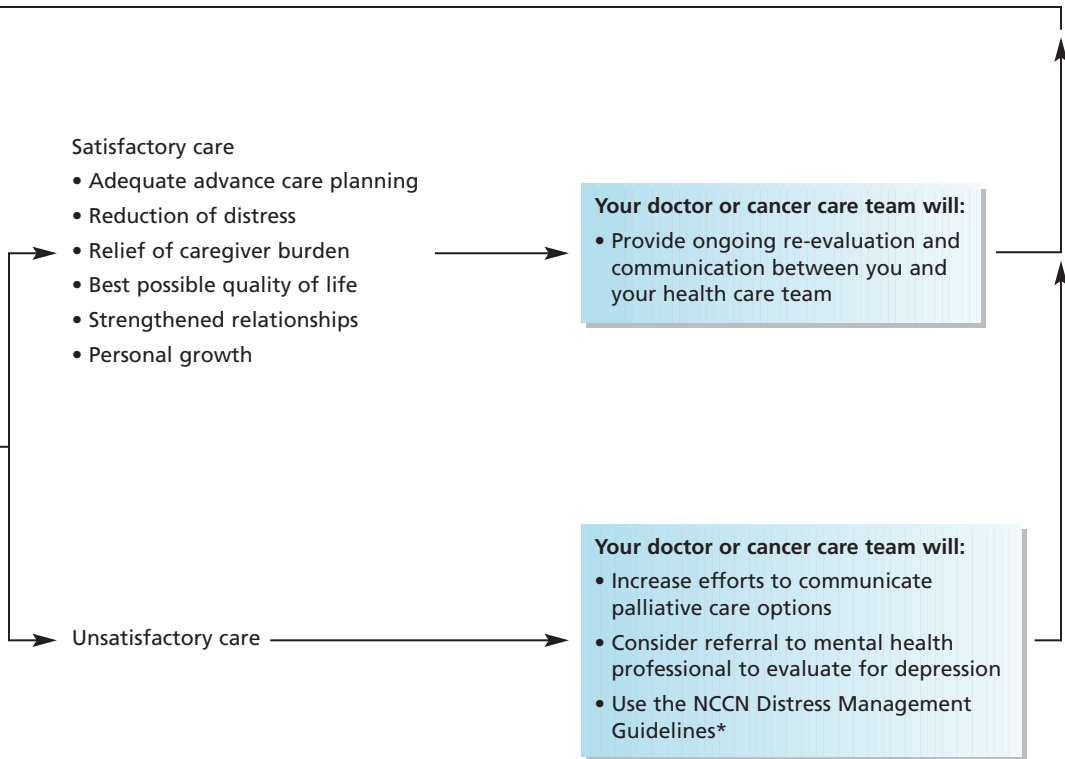 Satisfactory care
• Adequate advance care planning
• Reduction of distress
• Relief of caregiver burden
• Best possible quality of life
• Strengthened relationships
• Personal growth
Your doctor or cancer care team will:
• Provide ongoing re-evaluation and
communication between you and
your health care team
Unsatisfactory care
Your doctor or cancer care team will:
• Increase efforts to communicate
palliative care options
• Consider referral to mental health
professional to evaluate for depression
• Use the NCCN Distress Management
Guidelines*